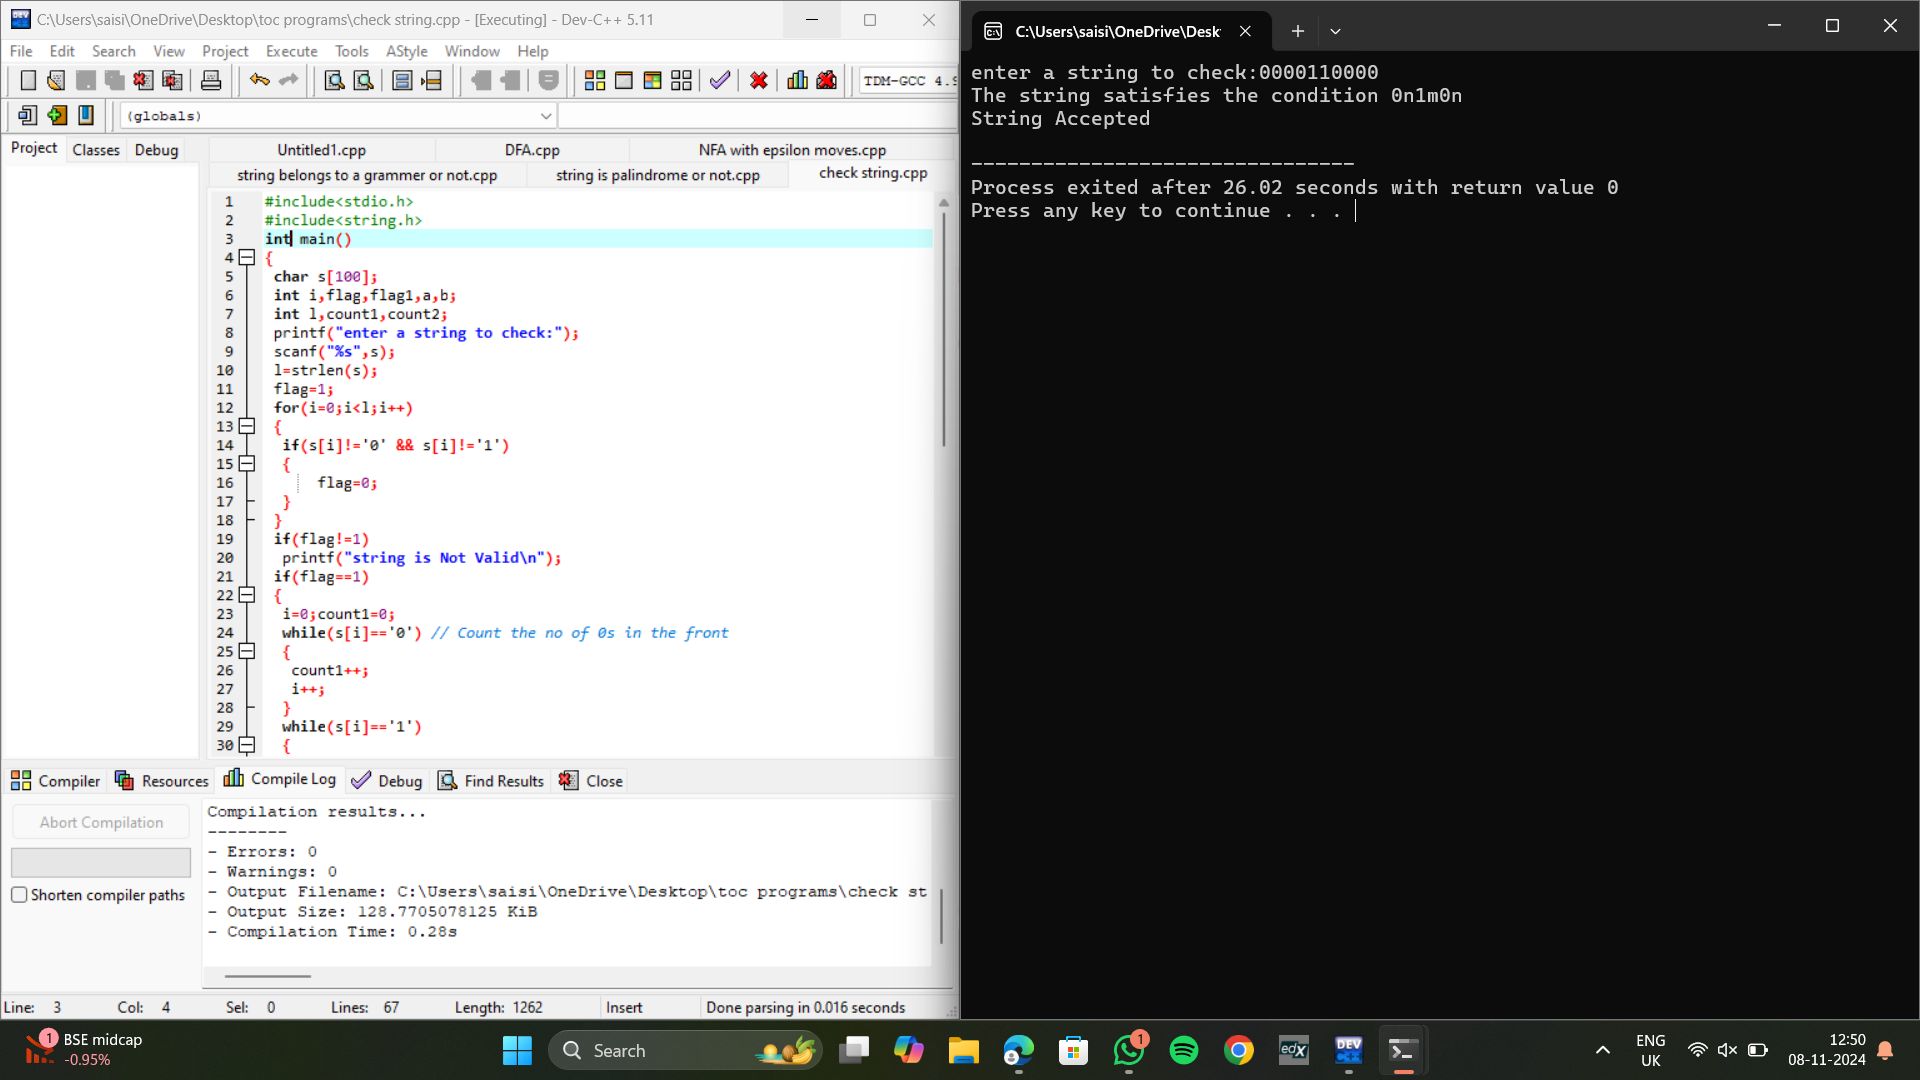 C:\Users\saisi\OneDrive\Desktop\toc programs\check string.cpp - [Executing] - Dev-C++ 5.11
File Edit Search View Project Execute Tools AStyle Window Help
TDM-GCC 4.9
(globals)
Project Classes Debug
Untitled1.cpp DFA.cpp NFA with epsilon moves.cpp
string belongs to a grammer or not.cpp string is palindrome or not.cpp check string.cpp
1 #include<stdio.h>
2 #include<string.h>
3 int main()
4 {
5 char s[100];
6 int i,flag,flag1,a,b;
7 int l,count1,count2;
8 printf("enter a string to check:");
9 scanf("%s",s);
10 l=strlen(s);
11 flag=1;
12 for(i=0;i<l;i++)
13 {
14 if(s[i]!='0' && s[i]!='1')
15 {
16 flag=0;
17 }
18 }
19 if(flag!=1)
20 printf("string is Not Valid\n");
21 if(flag==1)
22 {
23 i=0;count1=0;
24 while(s[i]=='0') // Count the no of 0s in the front
25 {
26 count1++;
27 i++;
28 }
29 while(s[i]=='1')
30 {
Compiler Resources Compile Log Debug Find Results Close
Abort Compilation
Shorten compiler paths
Compilation results...
--------
- Errors: 0
- Warnings: 0
- Output Filename: C:\Users\saisi\OneDrive\Desktop\toc programs\check st
- Output Size: 128.7705078125 KiB
- Compilation Time: 0.28s
Line: 3 Col: 4 Sel: 0 Lines: 67 Length: 1262 Insert Done parsing in 0.016 seconds
C:\Users\saisi\OneDrive\Desk
enter a string to check:0000110000
The string satisfies the condition 0n1m0n
String Accepted
--------------------------------
Process exited after 26.02 seconds with return value 0
Press any key to continue . . .
1 BSE midcap
-0.95%
Search
1
edX
DEV C++
ENG
UK
12:50
08-11-2024